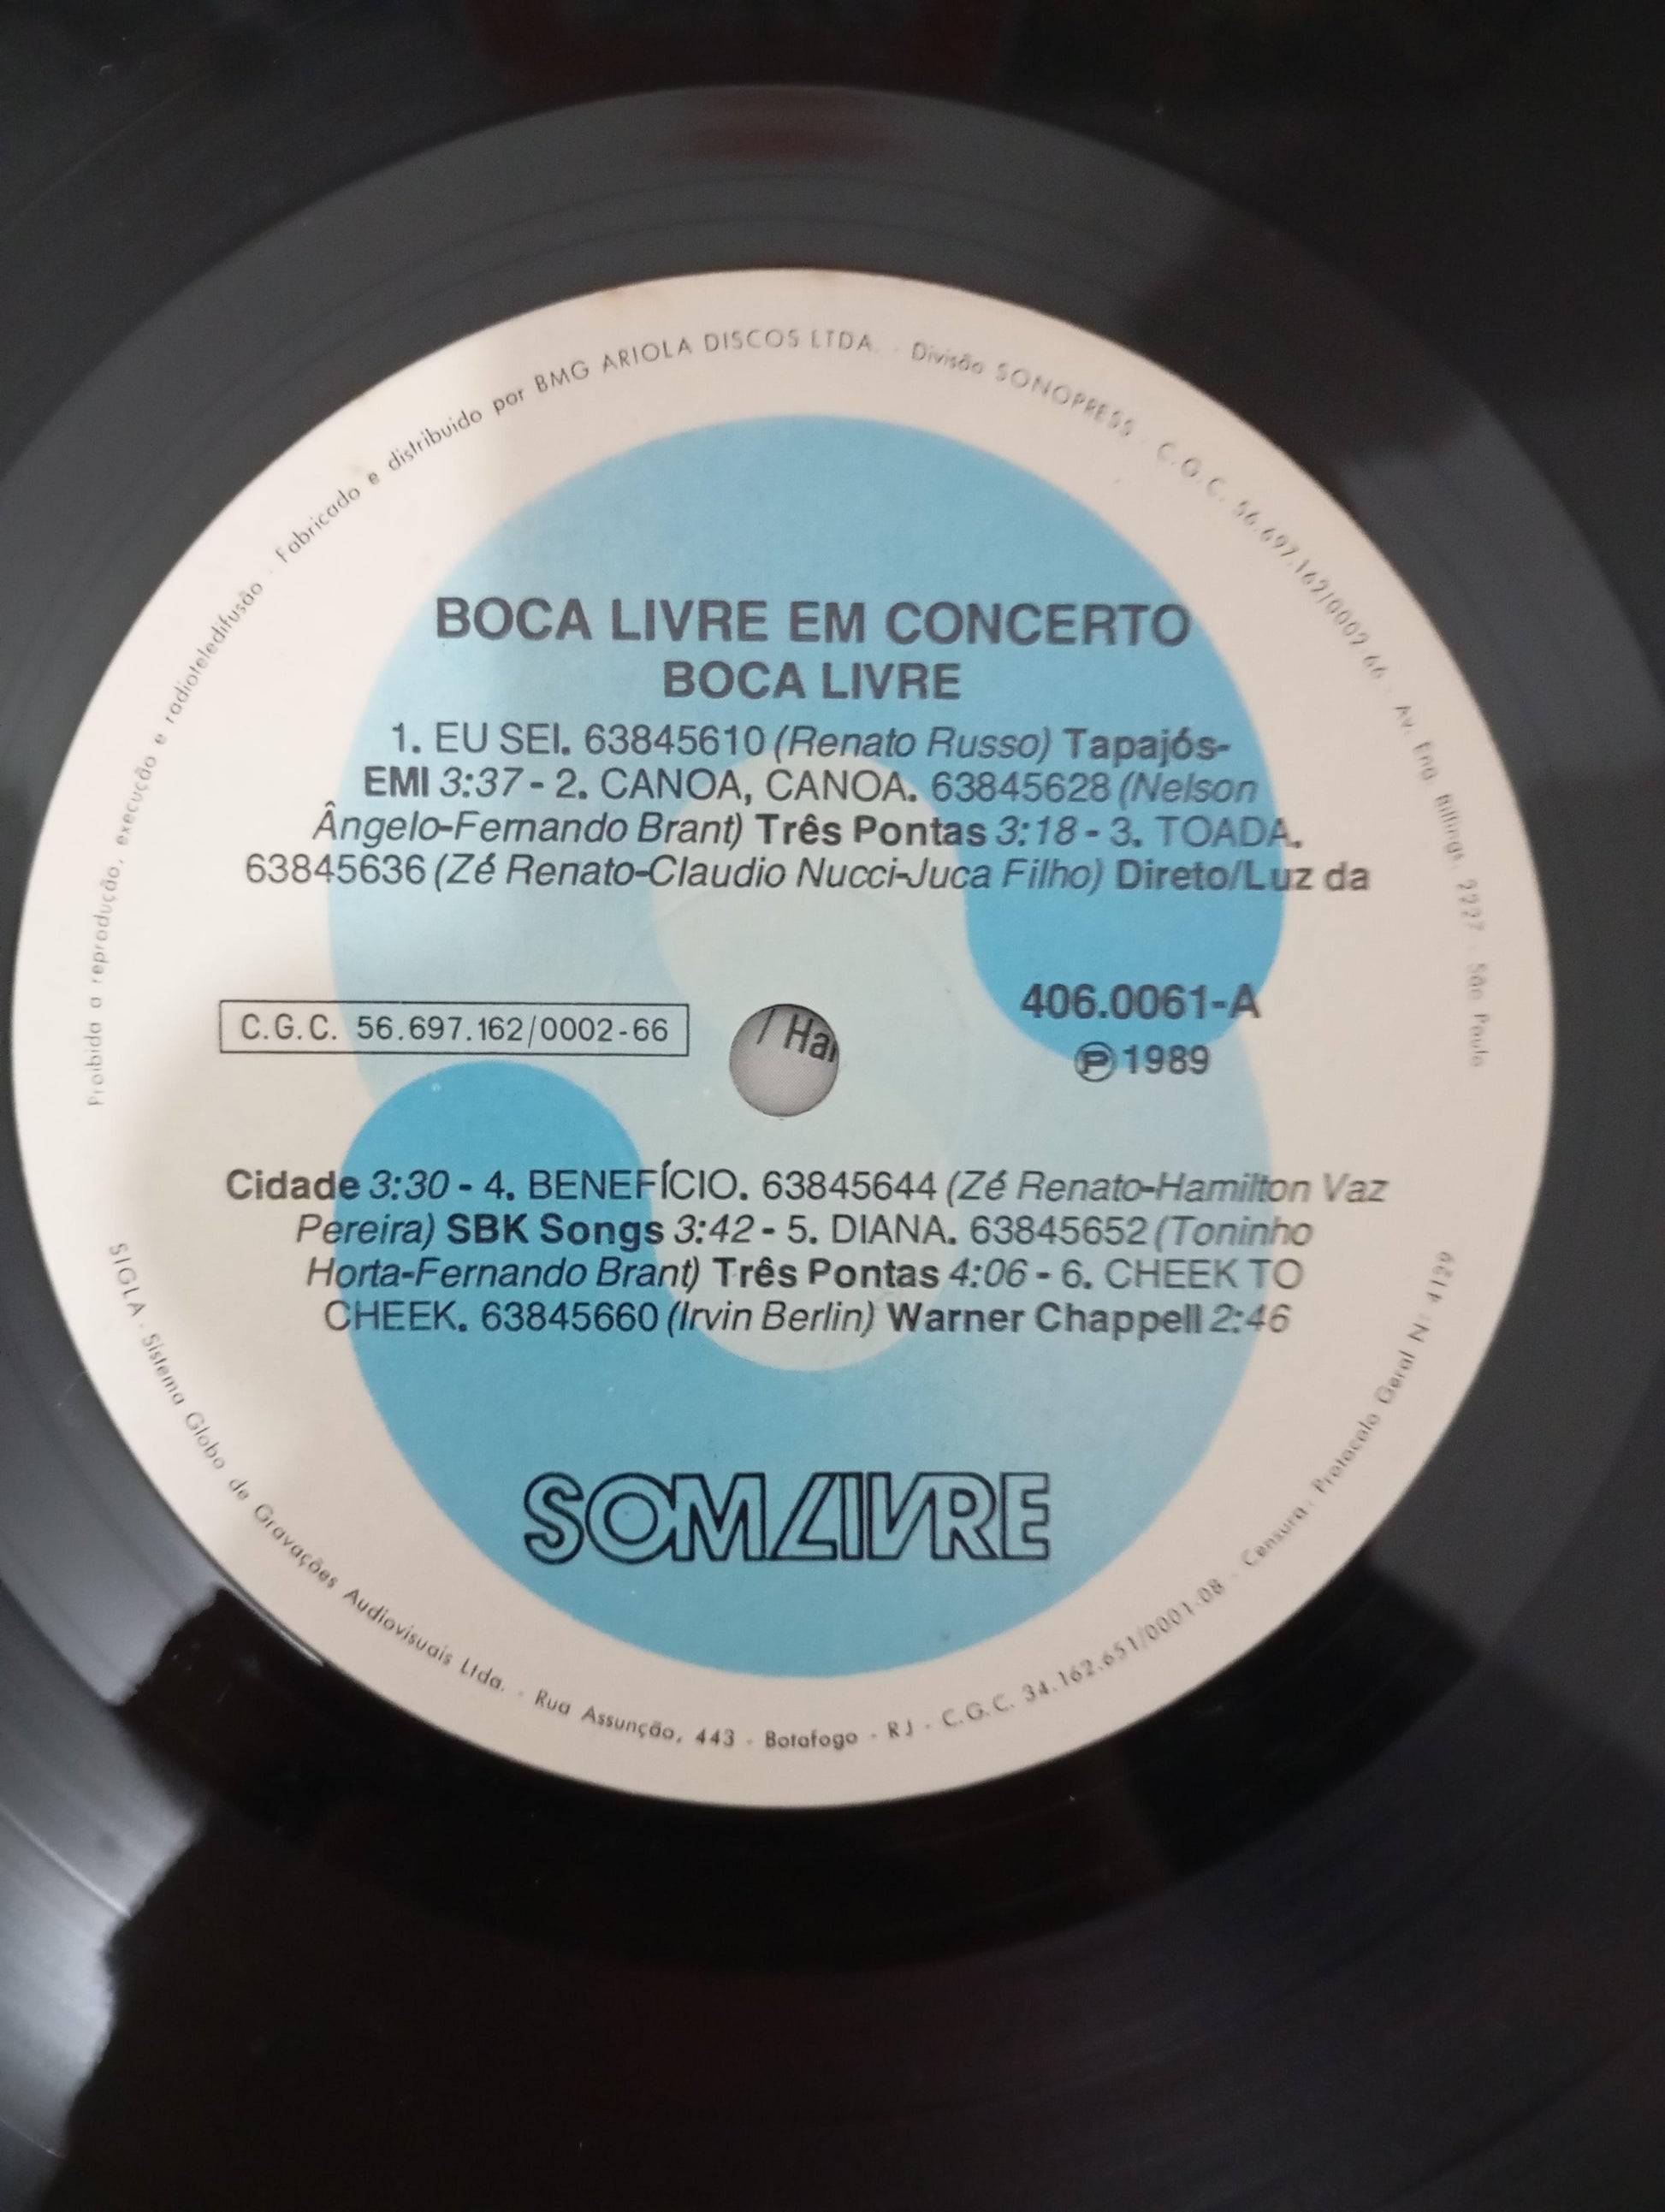 Proibida a reprodução, execução e radioteledifusão · Fabricado e distribuido por BMG ARIOLA DISCOS LTDA. · Divisão SONOPRESS · C.G.C. 56.697.162/0002-66 · Av. Eng. Billings, 2227 - São Paulo
BOCA LIVRE EM CONCERTO
BOCA LIVRE
1. EU SEI. 63845610 (Renato Russo) Tapajós-
EMI 3:37 - 2. CANOA, CANOA. 63845628 (Nelson
Ângelo-Fernando Brant) Três Pontas 3:18 - 3. TOADA.
63845636 (Zé Renato-Claudio Nucci-Juca Filho) Direto/Luz da
C.G.C. 56.697.162/0002-66
406.0061-A
Ⓟ 1989
Cidade 3:30 - 4. BENEFÍCIO. 63845644 (Zé Renato-Hamilton Vaz
Pereira) SBK Songs 3:42 - 5. DIANA. 63845652 (Toninho
Horta-Fernando Brant) Três Pontas 4:06 - 6. CHEEK TO
CHEEK. 63845660 (Irvin Berlin) Warner Chappell 2:46
SOM LIVRE
SIGLA - Sistema Globo de Gravações Audiovisuais Ltda. - Rua Assunção, 443 - Botafogo - RJ - C.G.C. 34.162.651/0001-08 - Censura: Protocolo Geral Nº 4199